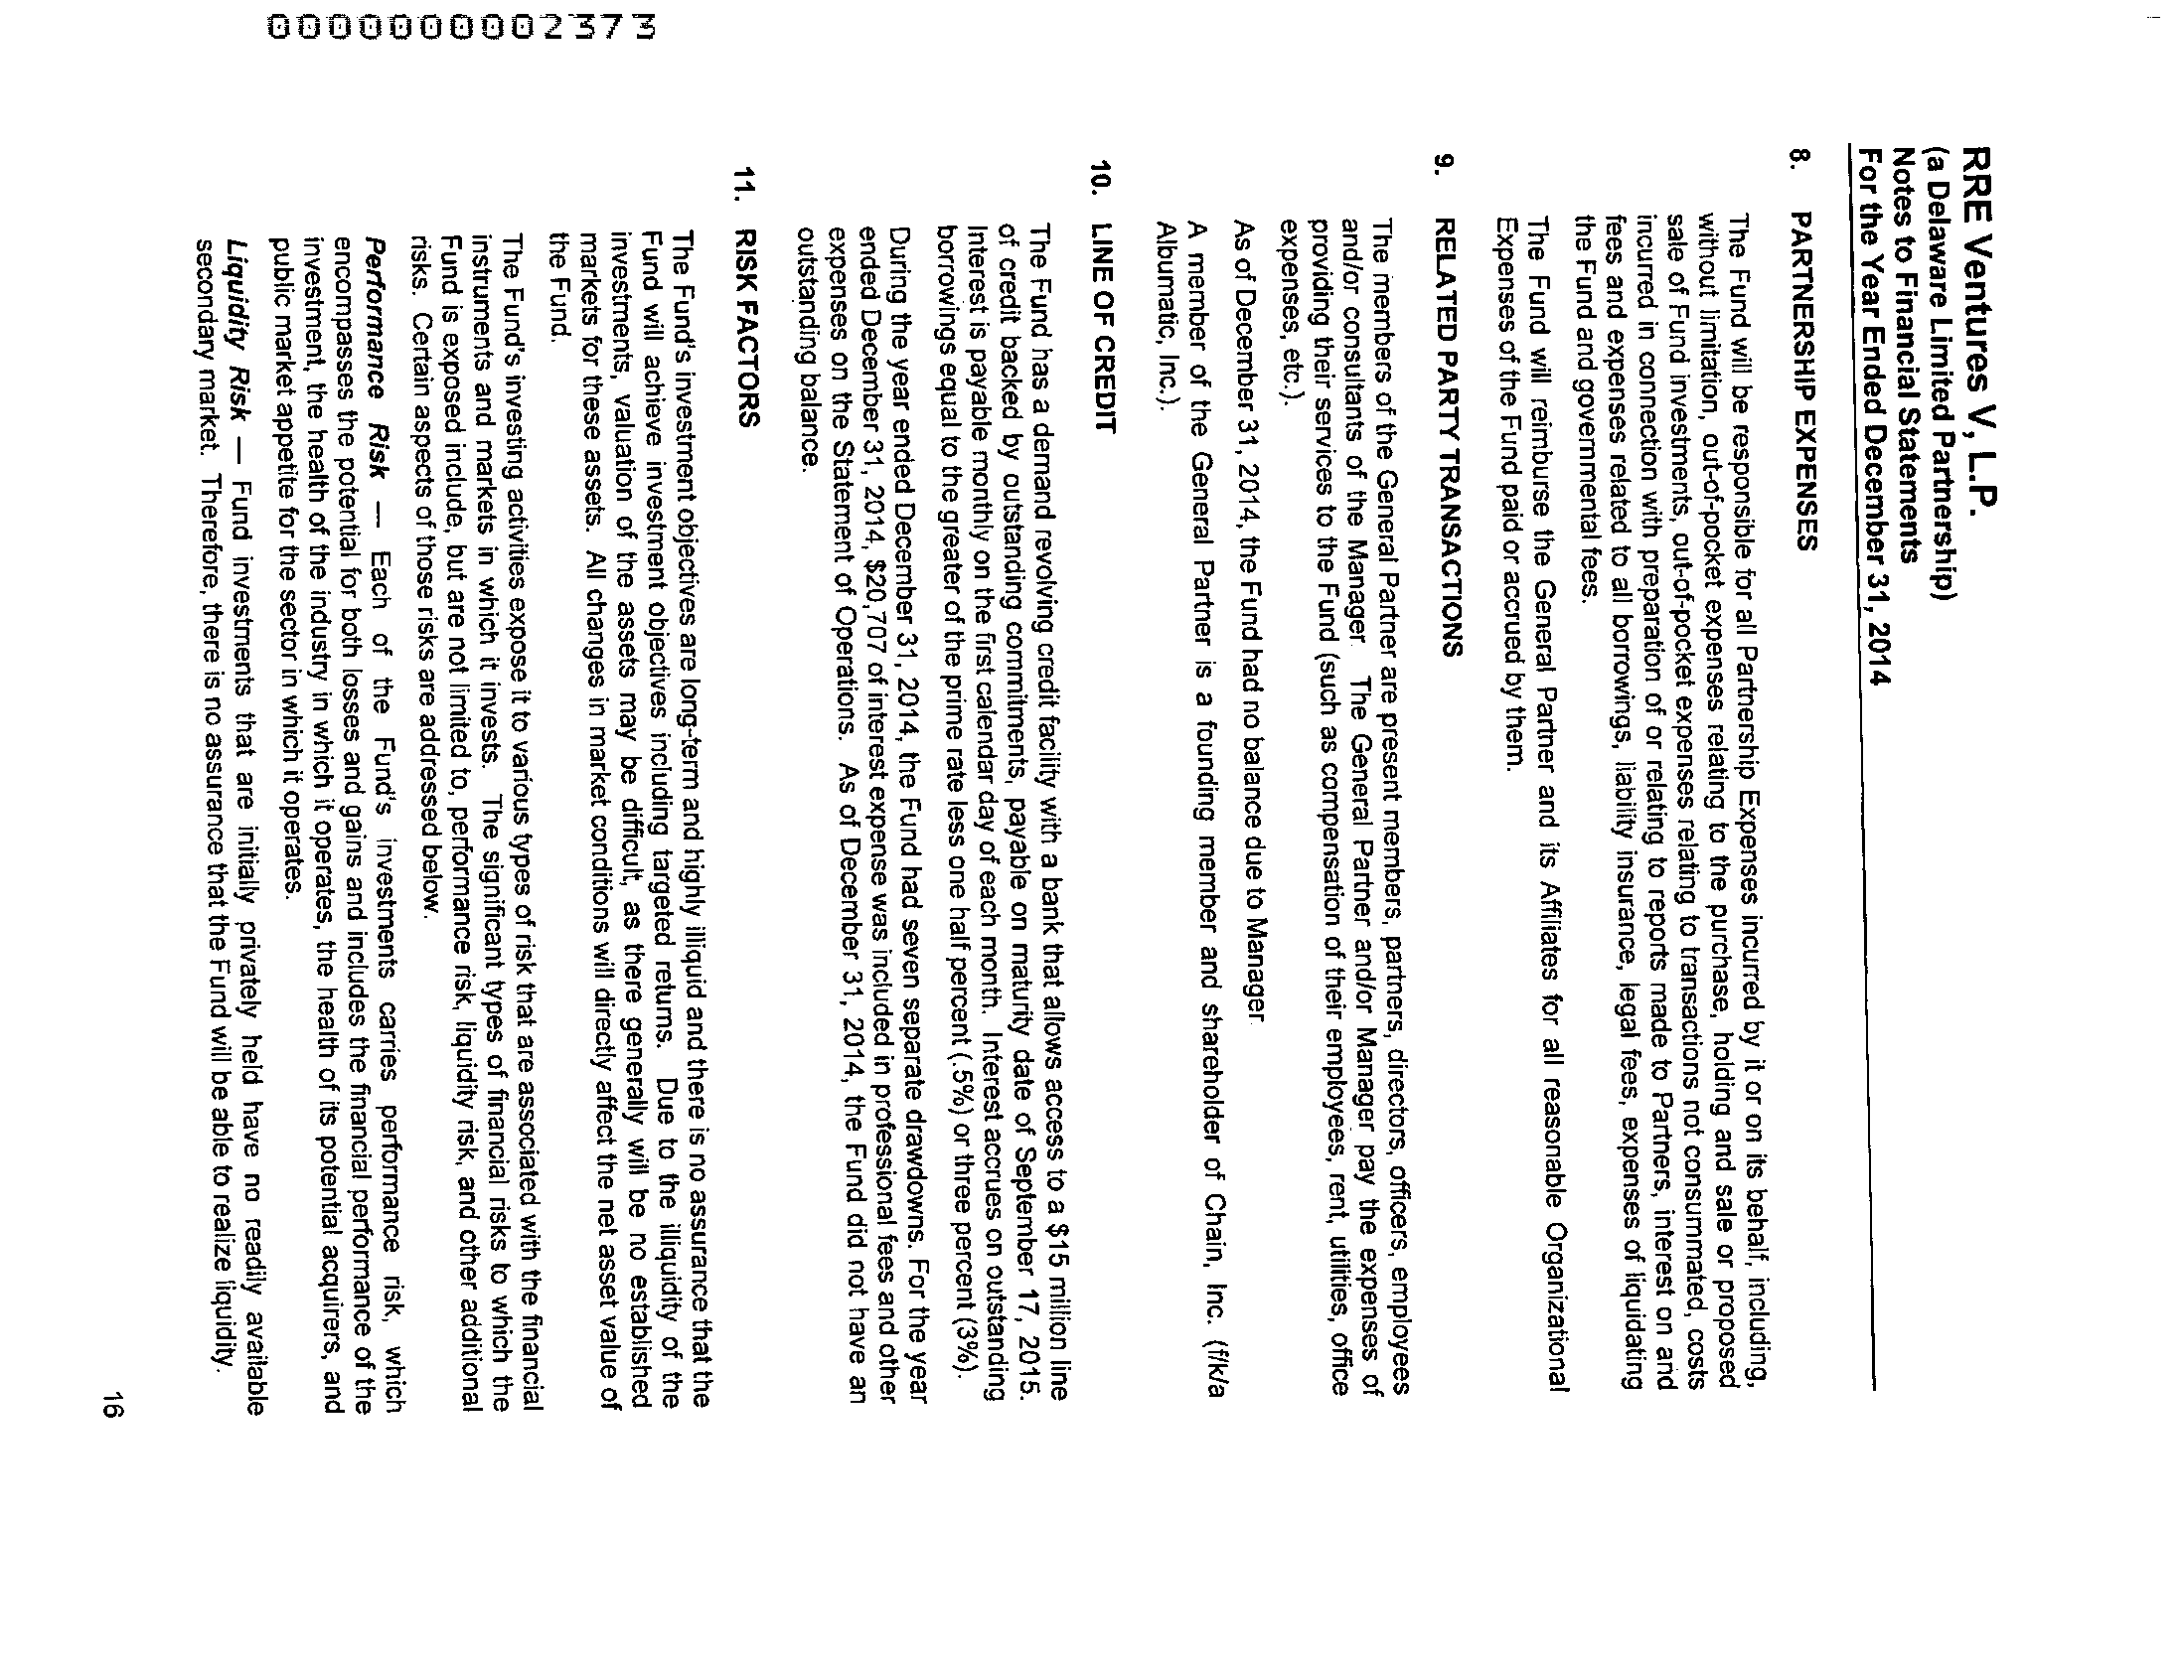 RRE Ventures V, L.P.
(a Delaware Limited Partnership)
Notes to Financial Statements
For the Year Ended December 31, 2014
8. PARTNERSHIP EXPENSES
The Fund will be responsible for all Partnership Expenses incurred by it or on its behalf, including,
without limitation, out-of-pocket expenses relating to the purchase, holding and sale or proposed
sale of Fund investments, out-of-pocket expenses relating to transactions not consummated, costs
incurred in connection with preparation of or relating to reports made to Partners, interest on and
fees and expenses related to all borrowings, liability insurance, legal fees, expenses of liquidating
the Fund and governmental fees.
The Fund will reimburse the General Partner and its Affiliates for all reasonable Organizational
Expenses of the Fund paid or accrued by them.
9. RELATED PARTY TRANSACTIONS
The members of the General Partner are present members, partners, directors, officers, employees
and/or consultants of the Manager. The General Partner and/or Manager pay the expenses of
providing their services to the Fund (such as compensation of their employees, rent, utilities, office
expenses, etc.).
As of December 31, 2014, the Fund had no balance due to Manager.
A member of the General Partner is a founding member and shareholder of Chain, Inc. (f/k/a
Albumatic, Inc.).
10. LINE OF CREDIT
The Fund has a demand revolving credit facility with a bank that allows access to a $15 million line
of credit backed by outstanding commitments, payable on maturity date of September 17, 2015.
Interest is payable monthly on the first calendar day of each month. Interest accrues on outstanding
borrowings equal to the greater of the prime rate less one half percent (.5%) or three percent (3%).
During the year ended December 31, 2014, the Fund had seven separate drawdowns. For the year
ended December 31, 2014, $20,707 of interest expense was included in professional fees and other
expenses on the Statement of Operations. As of December 31, 2014, the Fund did not have an
outstanding balance.
11. RISK FACTORS
The Fund's investment objectives are long-term and highly illiquid and there is no assurance that the
Fund will achieve investment objectives including targeted returns. Due to the illiquidity of the
investments, valuation of the assets may be difficult, as there generally will be no established
markets for these assets. All changes in market conditions will directly affect the net asset value of
the Fund.
The Fund's investing activities expose it to various types of risk that are associated with the financial
instruments and markets in which it invests. The significant types of financial risks to which the
Fund is exposed include, but are not limited to, performance risk, liquidity risk, and other additional
risks. Certain aspects of those risks are addressed below.
Performance Risk — Each of the Fund's investments carries performance risk, which
encompasses the potential for both losses and gains and includes the financial performance of the
investment, the health of the industry in which it operates, the health of its potential acquirers, and
public market appetite for the sector in which it operates.
Liquidity Risk — Fund investments that are initially privately held have no readily available
secondary market. Therefore, there is no assurance that the Fund will be able to realize liquidity.
16
0000000002373